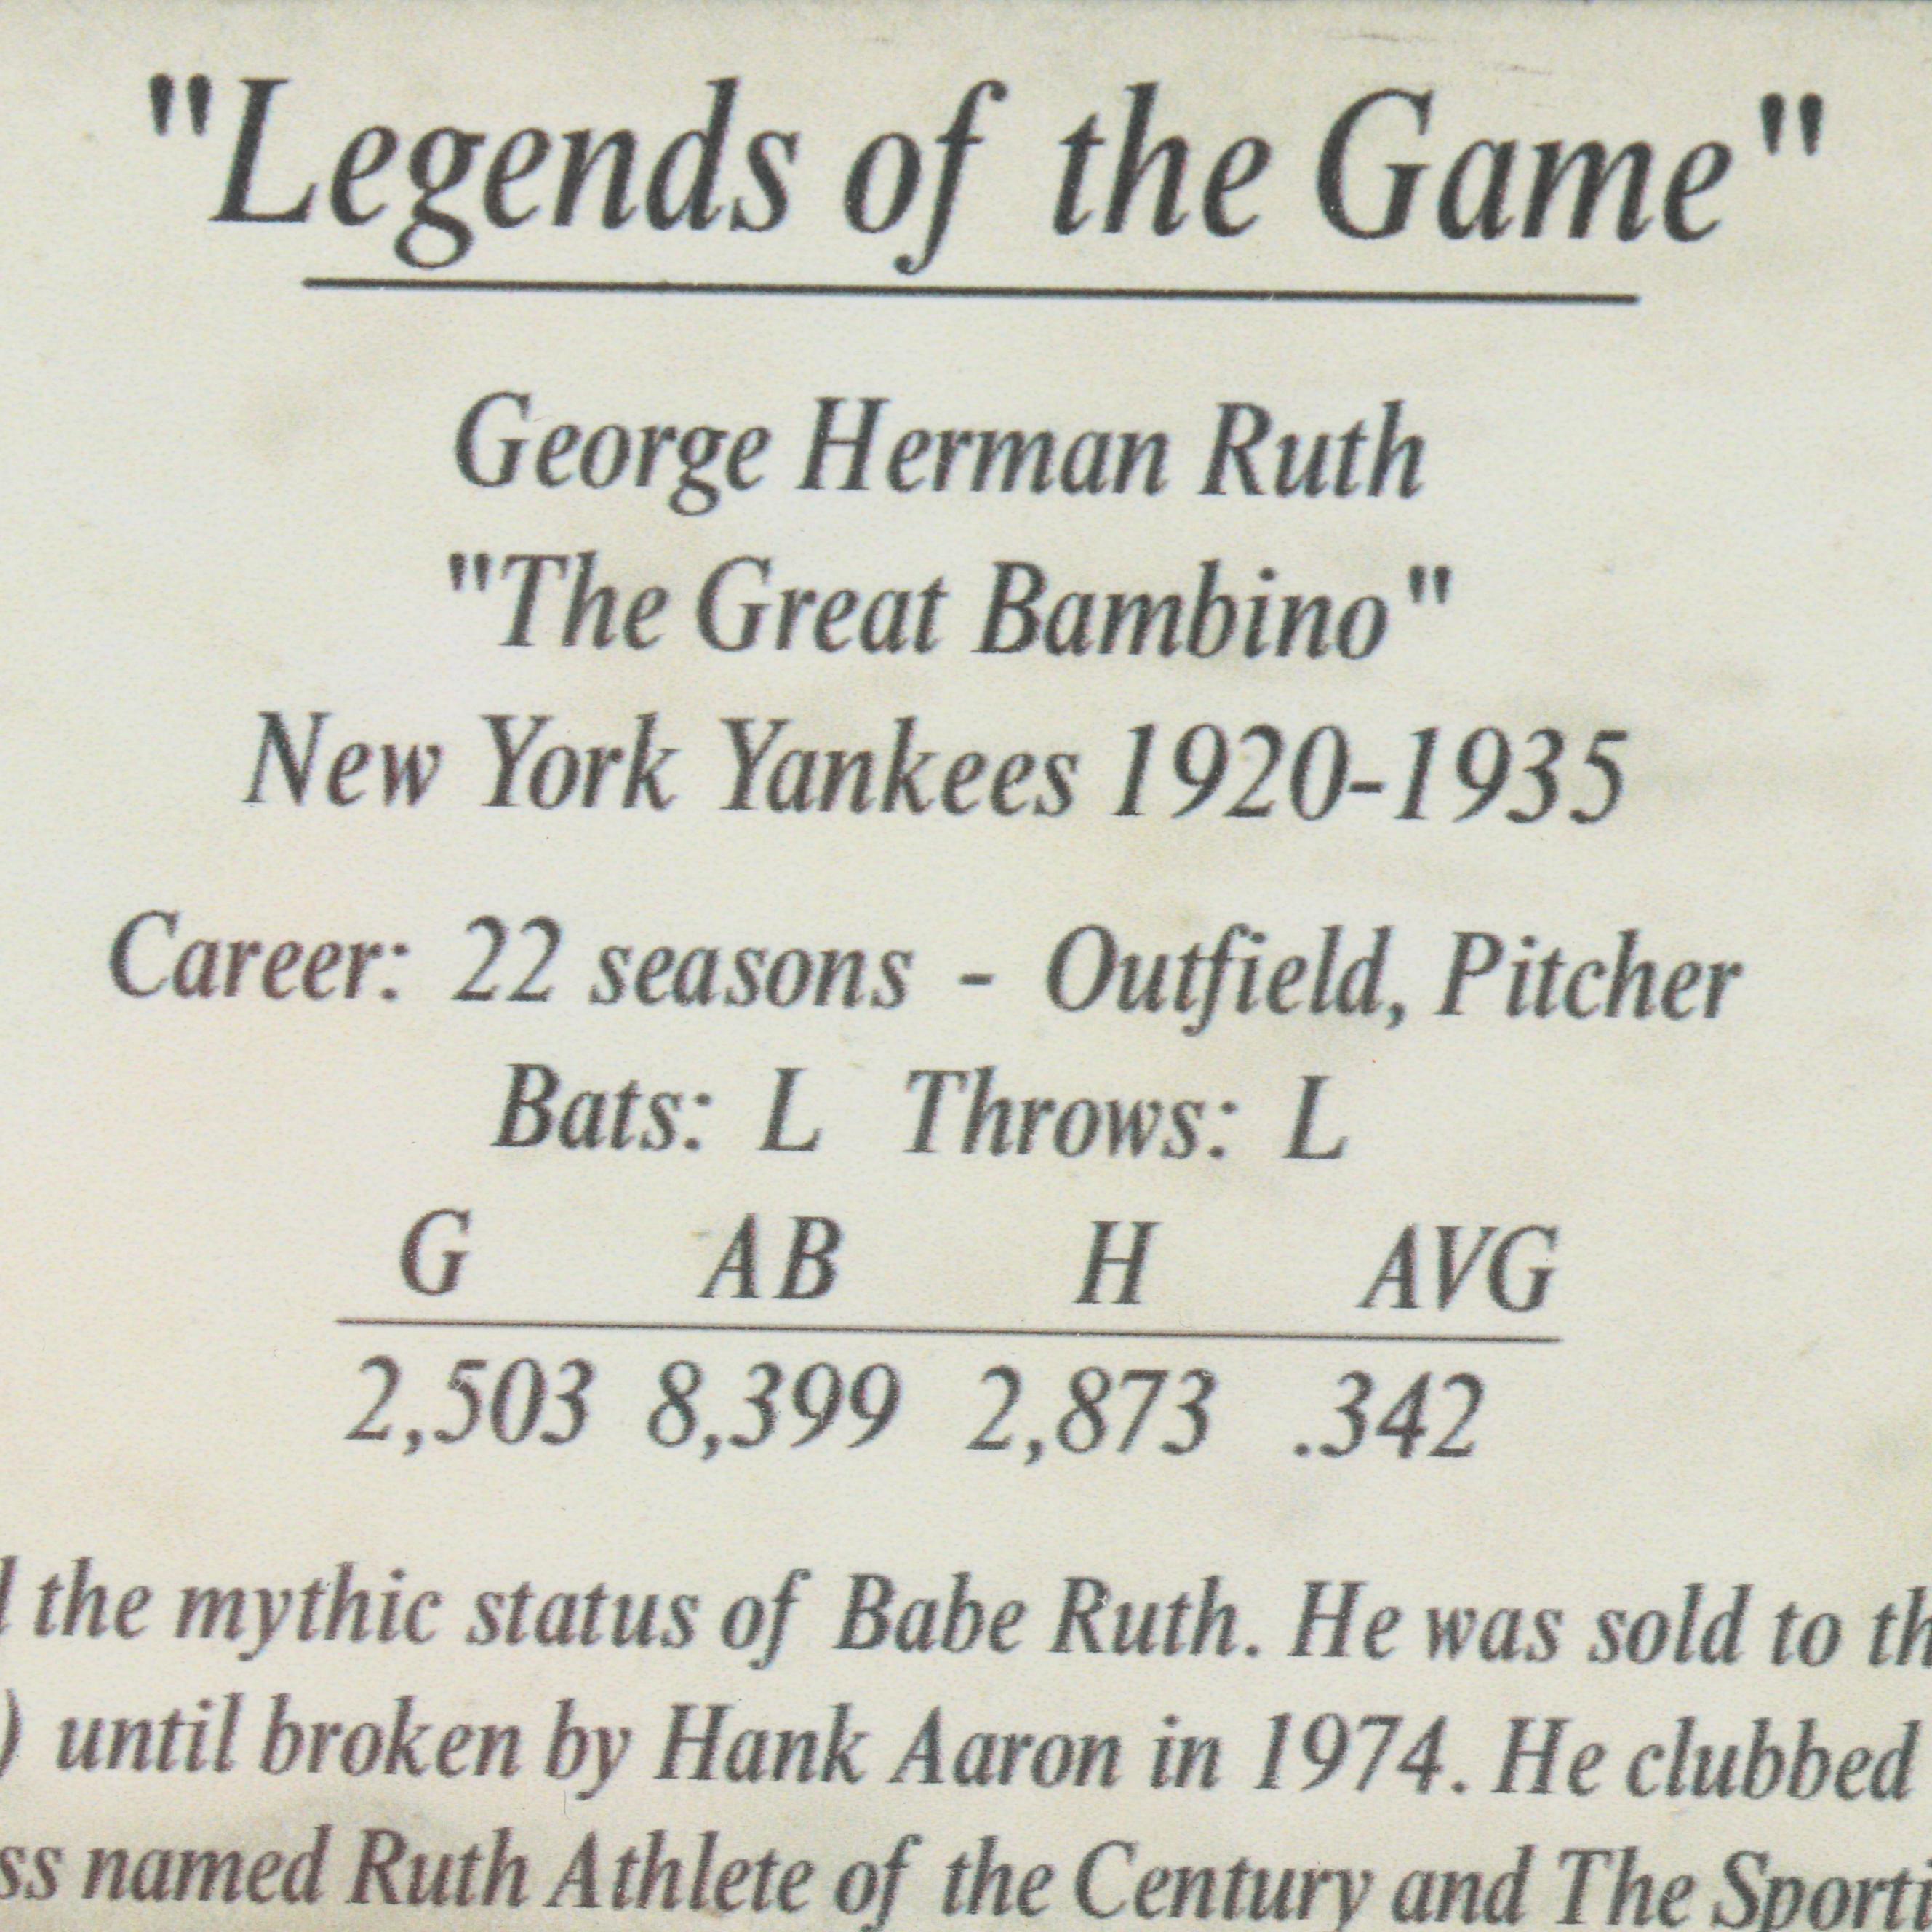 "Legends of the Game"
George Herman Ruth
"The Great Bambino"
New York Yankees 1920-1935
Career: 22 seasons - Outfield, Pitcher
Bats: L Throws: L
G AB H AVG
2,503 8,399 2,873 .342
the mythic status of Babe Ruth. He was sold to
) until broken by Hank Aaron in 1974. He clubbed
named Ruth Athlete of the Century and The